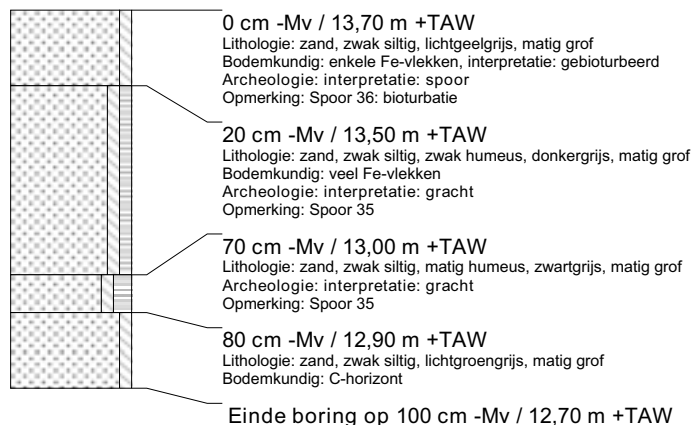 0 cm -Mv / 13,70 m +TAW
Lithologie: zand, zwak siltig, lichtgeelgrijs, matig grof
Bodemkundig: enkele Fe-vlekken, interpretatie: gebioturbeerd
Archeologie: interpretatie: spoor
Opmerking: Spoor 36: bioturbatie
20 cm -Mv / 13,50 m +TAW
Lithologie: zand, zwak siltig, zwak humeus, donkergrijs, matig grof
Bodemkundig: veel Fe-vlekken
Archeologie: interpretatie: gracht
Opmerking: Spoor 35
70 cm -Mv / 13,00 m +TAW
Lithologie: zand, zwak siltig, matig humeus, zwartgrijs, matig grof
Archeologie: interpretatie: gracht
Opmerking: Spoor 35
80 cm -Mv / 12,90 m +TAW
Lithologie: zand, zwak siltig, lichtgroengrijs, matig grof
Bodemkundig: C-horizont
Einde boring op 100 cm -Mv / 12,70 m +TAW